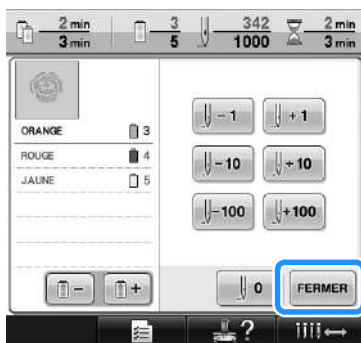 2 min 3 342 2 min
3 min 5 1000 3 min
-1 +1
ORANGE 3
ROUGE 4
-10 +10
JAUNE 5
-100 +100
- + 0 FERMER
?